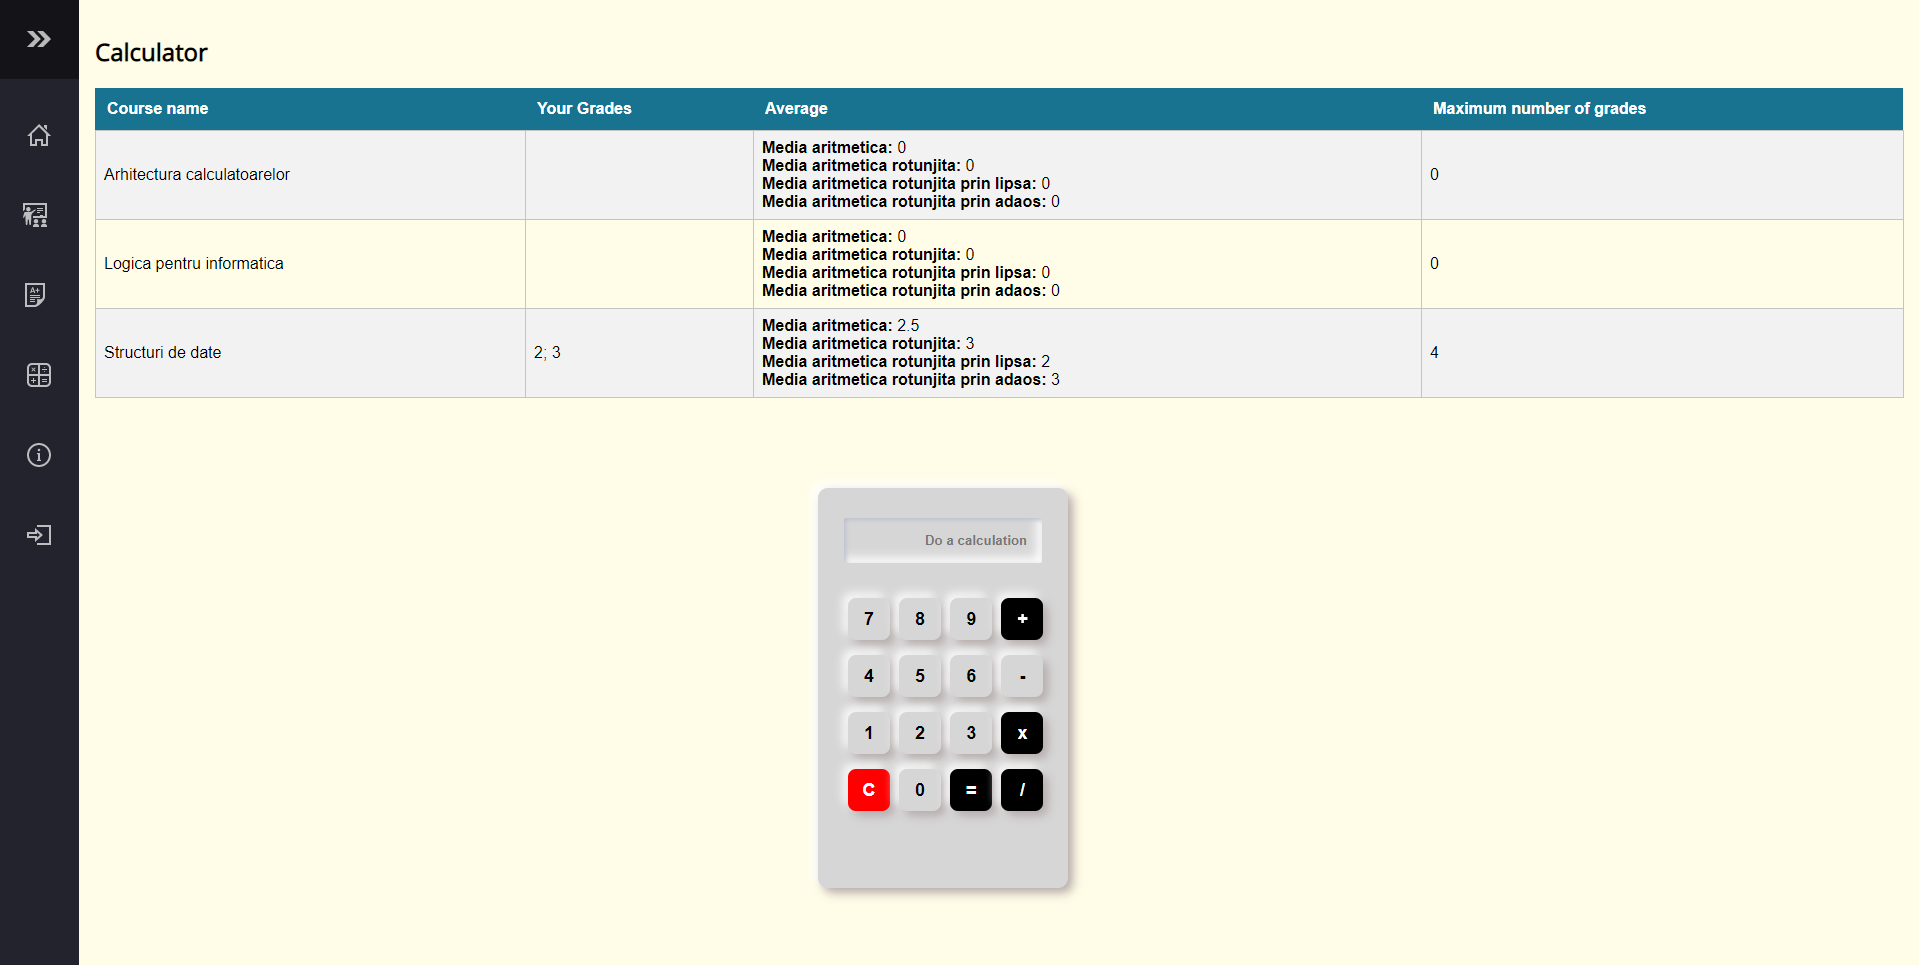 Calculator
Course name Your Grades Average Maximum number of grades
Arhitectura calculatoarelor
Media aritmetica: 0
Media aritmetica rotunjita: 0
Media aritmetica rotunjita prin lipsa: 0
Media aritmetica rotunjita prin adaos: 0
0
Logica pentru informatica
Media aritmetica: 0
Media aritmetica rotunjita: 0
Media aritmetica rotunjita prin lipsa: 0
Media aritmetica rotunjita prin adaos: 0
0
Structuri de date
2; 3
Media aritmetica: 2.5
Media aritmetica rotunjita: 3
Media aritmetica rotunjita prin lipsa: 2
Media aritmetica rotunjita prin adaos: 3
4
Do a calculation
7 8 9 +
4 5 6 -
1 2 3 x
C 0 = /